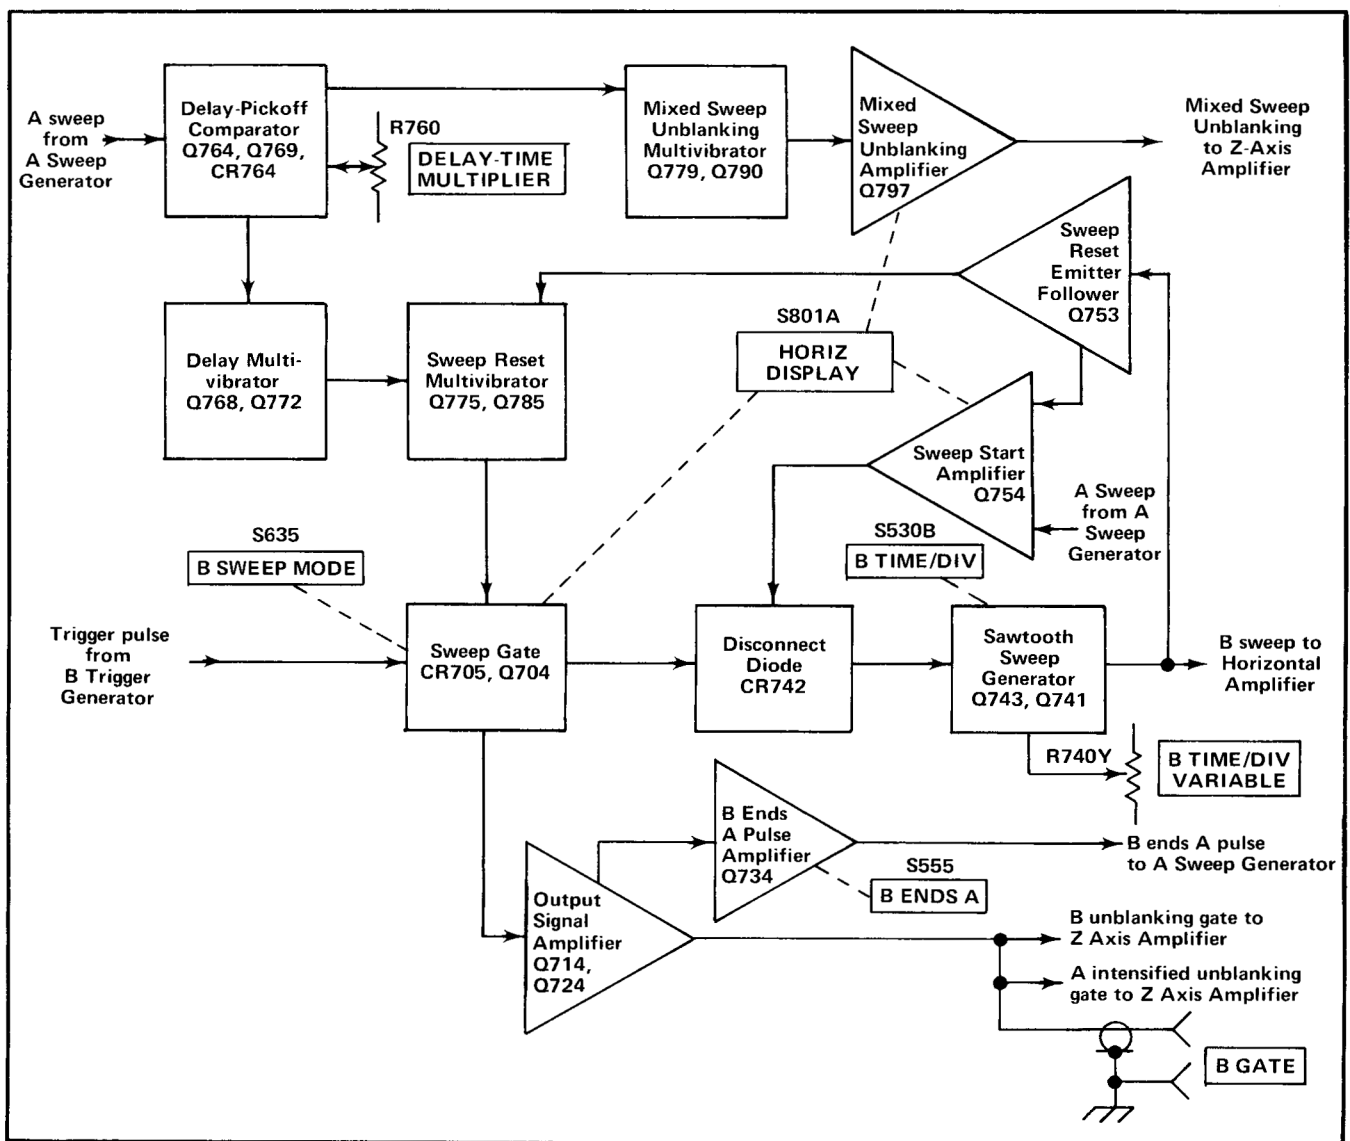 A sweep
from
A Sweep
Generator
Delay-Pickoff
Comparator
Q764, Q769,
CR764
R760
DELAY-TIME
MULTIPLIER
Mixed Sweep
Unblanking
Multivibrator
Q779, Q790
Mixed
Sweep
Unblanking
Amplifier
Q797
Mixed Sweep
Unblanking
to Z-Axis
Amplifier
Sweep
Reset
Emitter
Follower
Q753
Delay Multi-
vibrator
Q768, Q772
Sweep Reset
Multivibrator
Q775, Q785
S801A
HORIZ
DISPLAY
Sweep Start
Amplifier
Q754
A Sweep
from A
Sweep
Generator
S635
B SWEEP MODE
S530B
B TIME/DIV
Trigger pulse
from
B Trigger
Generator
Sweep Gate
CR705, Q704
Disconnect
Diode
CR742
Sawtooth
Sweep
Generator
Q743, Q741
B sweep to
Horizontal
Amplifier
R740Y
B TIME/DIV
VARIABLE
B Ends
A Pulse
Amplifier
Q734
B ends A pulse
to A Sweep Generator
S555
B ENDS A
Output
Signal
Amplifier
Q714,
Q724
B unblanking gate to
Z Axis Amplifier
A intensified unblanking
gate to Z Axis Amplifier
B GATE